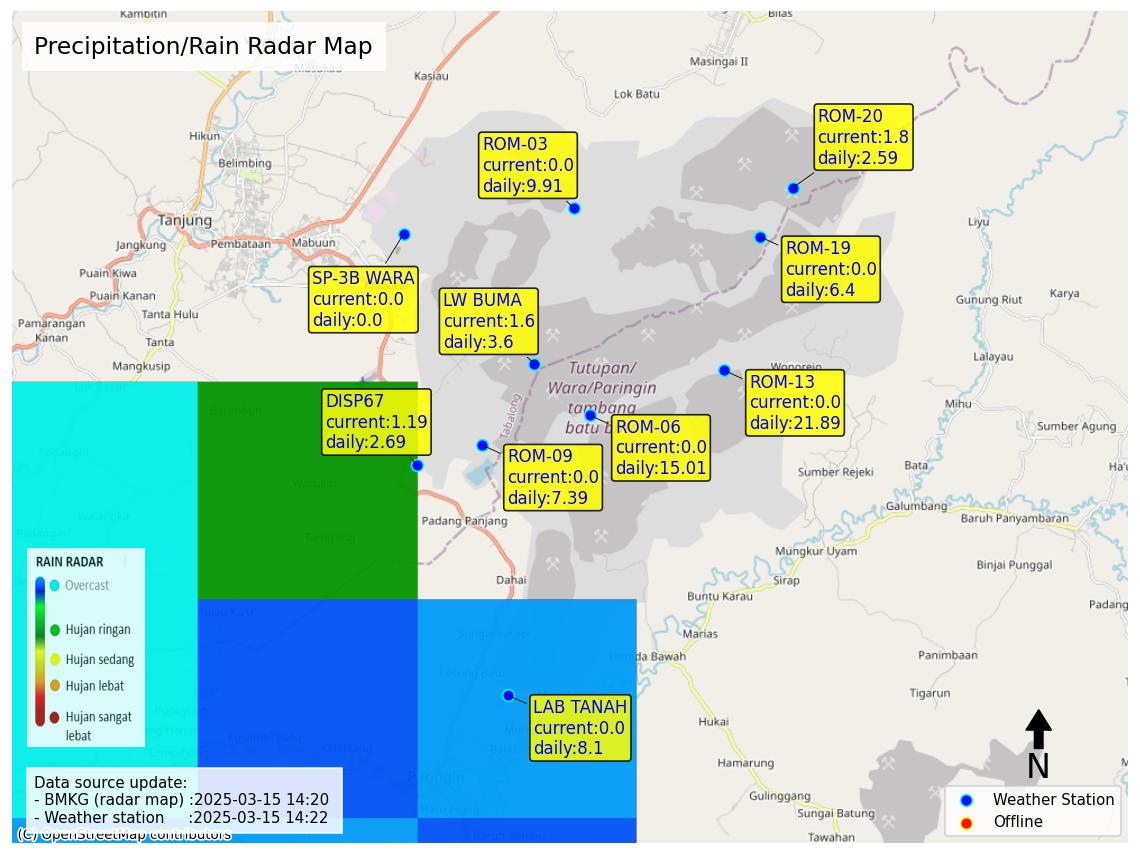 Kambitin
Bilas
Precipitation/Rain Radar Map
Masukau
Kasiau
Masingai II
Lok Batu
ROM-20
current:1.8
daily:2.59
Hikun
Belimbing
ROM-03
current:0.0
daily:9.91
Tanjung
Jangkung
Pembataan
Mabuun
Liyu
ROM-19
current:0.0
daily:6.4
Puain Kiwa
Puain Kanan
SP-3B WARA
current:0.0
daily:0.0
LW BUMA
current:1.6
daily:3.6
Gunung Riut
Karya
Tanta Hulu
Pamarangan
Kanan
Tanta
Mangkusip
Lalayau
Wonorejo
Tutupan/
Wara/Paringin
tambang
batu b
Tabalong
ROM-13
current:0.0
daily:21.89
Mihu
DISP67
current:1.19
daily:2.69
ROM-06
current:0.0
daily:15.01
Sumber Agung
ROM-09
current:0.0
daily:7.39
Sumber Rejeki
Bata
Ha'u
Galumbang
Baruh Panyambaran
Padang Panjang
Mungkur Uyam
Binjai Punggal
RAIN RADAR
Overcast
Hujan ringan
Hujan sedang
Hujan lebat
Hujan sangat
lebat
Dahai
Sirap
Buntu Karau
Padang
Marias
Lamida Bawah
Panimbaan
Tigarun
LAB TANAH
current:0.0
daily:8.1
Hukai
Hamarung
N
Paringin
Gulinggang
Sungai Batung
Tawahan
Data source update:
- BMKG (radar map) :2025-03-15 14:20
- Weather station :2025-03-15 14:22
(C) OpenStreetMap contributors
Weather Station
Offline